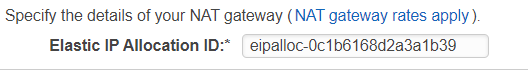 Specify the details of your NAT gateway (NAT gateway rates apply).
Elastic IP Allocation ID:* eipalloc-0c1b6168d2a3a1b39